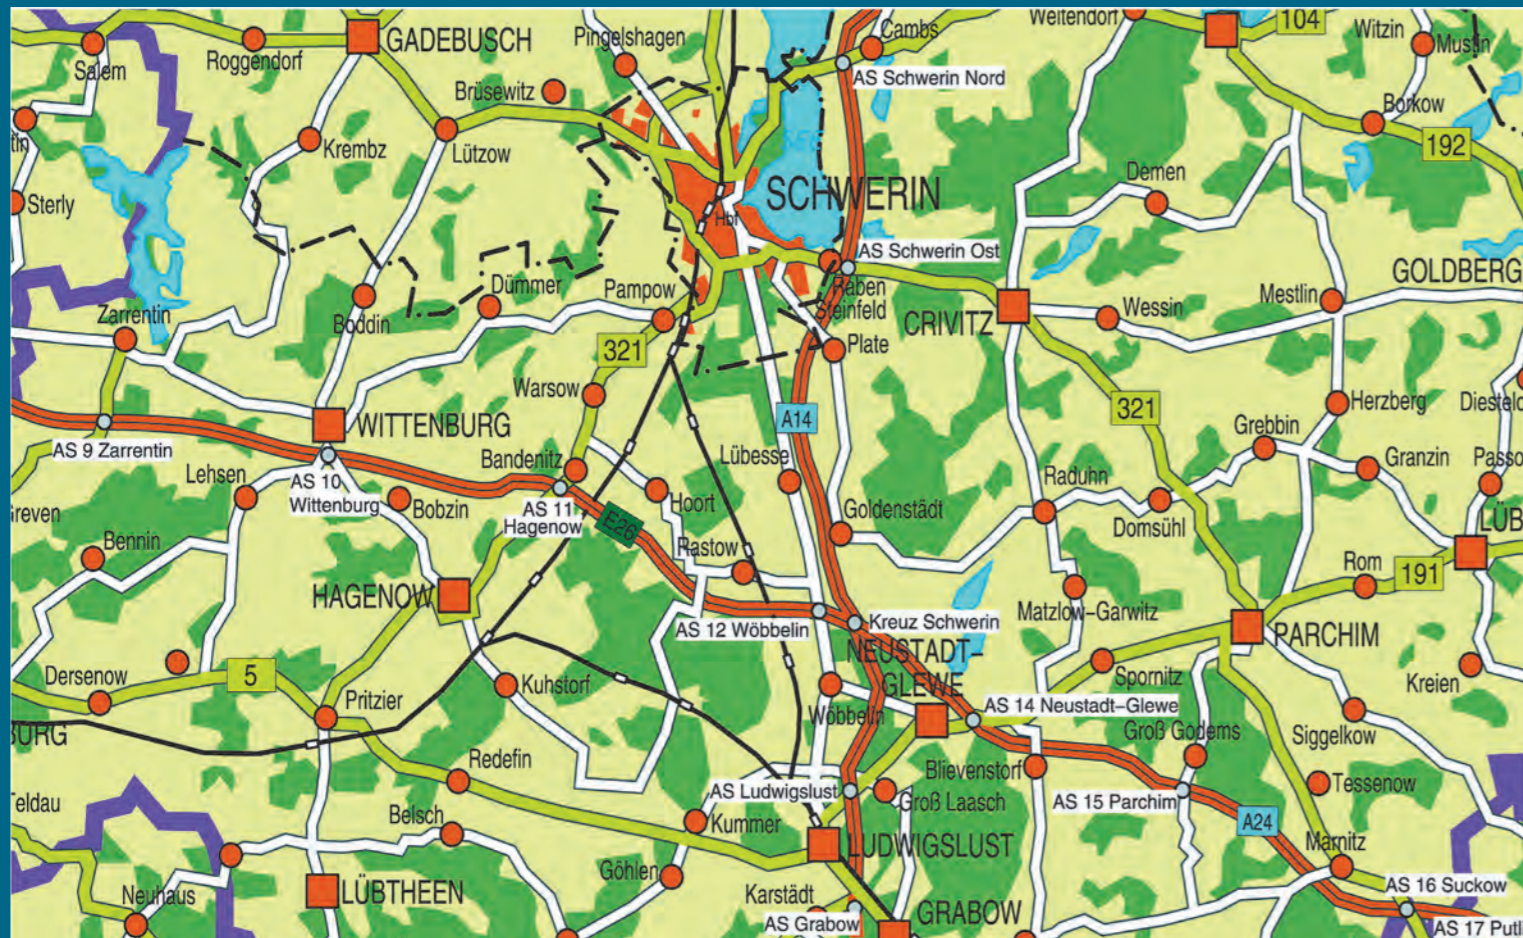 Cambs
Weitendorf
104
Witzin
Mustin
Salem
Roggendorf
GADEBUSCH
Pingelshagen
AS Schwerin Nord
Brüsewitz
Borkow
192
Krembz
Lützow
Demen
Sterly
SCHWERIN
Hbf
AS Schwerin Ost
GOLDBERG
Zarrentin
Boddin
Dümmer
Pampow
Raben
Steinfeld
CRIVITZ
Wessin
Mestlin
321
Plate
Warsow
A14
321
Herzberg
WITTENBURG
AS 9 Zarrentin
Grebbin
Granzin
Lehsen
AS 10
Wittenburg
Bobzin
Bandenitz
AS 11
Hagenow
E26
Hoort
Lübesse
Goldenstädt
Raduhn
Domsühl
Bennin
Rastow
Rom
191
HAGENOW
Matzlow-Garwitz
AS 12 Wöbbelin
Kreuz Schwerin
PARCHIM
NEUSTADT-
GLEWE
Dersenow
5
Pritzier
Kuhstorf
Wöbbelin
Spornitz
Kreien
AS 14 Neustadt-Glewe
Groß Godems
Siggelkow
Redefin
Blievenstorf
Tessenow
AS Ludwigslust
Groß Laasch
AS 15 Parchim
Belsch
Kummer
A24
Marnitz
LUDWIGSLUST
Göhlen
Neuhaus
LÜBTHEEN
Karstädt
AS Grabow
GRABOW
AS 16 Suckow